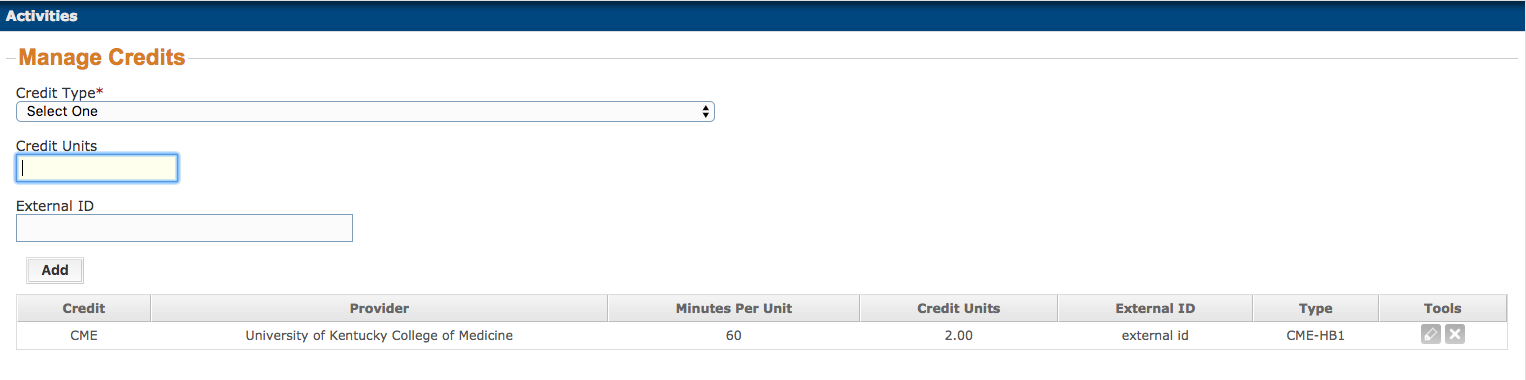 Activities
Manage Credits
Credit Type*
Select One
Credit Units
External ID
Add
Credit Provider Minutes Per Unit Credit Units External ID Type Tools
CME University of Kentucky College of Medicine 60 2.00 external id CME-HB1